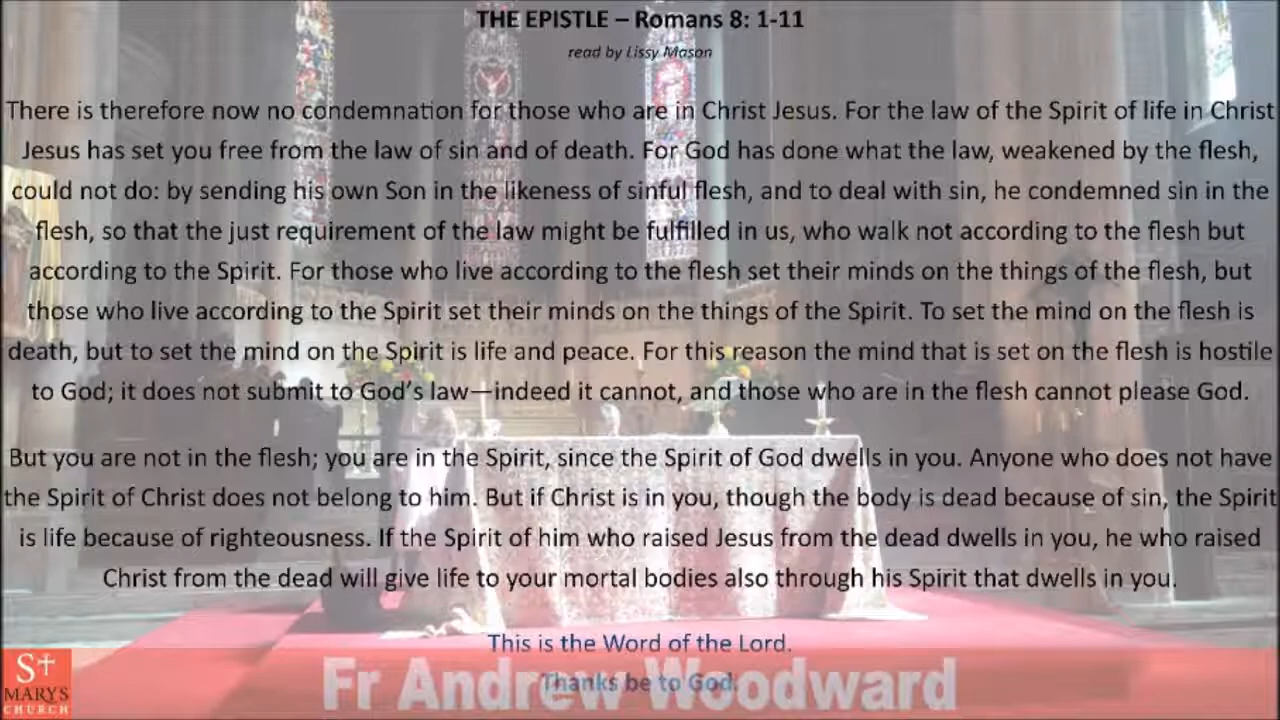 THE EPISTLE – Romans 8: 1-11
read by Lissy Mason
There is therefore now no condemnation for those who are in Christ Jesus. For the law of the Spirit of life in Christ
Jesus has set you free from the law of sin and of death. For God has done what the law, weakened by the flesh,
could not do: by sending his own Son in the likeness of sinful flesh, and to deal with sin, he condemned sin in the
flesh, so that the just requirement of the law might be fulfilled in us, who walk not according to the flesh but
according to the Spirit. For those who live according to the flesh set their minds on the things of the flesh, but
those who live according to the Spirit set their minds on the things of the Spirit. To set the mind on the flesh is
death, but to set the mind on the Spirit is life and peace. For this reason the mind that is set on the flesh is hostile
to God; it does not submit to God’s law—indeed it cannot, and those who are in the flesh cannot please God.
But you are not in the flesh; you are in the Spirit, since the Spirit of God dwells in you. Anyone who does not have
the Spirit of Christ does not belong to him. But if Christ is in you, though the body is dead because of sin, the Spirit
is life because of righteousness. If the Spirit of him who raised Jesus from the dead dwells in you, he who raised
Christ from the dead will give life to your mortal bodies also through his Spirit that dwells in you.
This is the Word of the Lord.
Thanks be to God.
Fr Andrew Woodward
St
MARYS
CHURCH